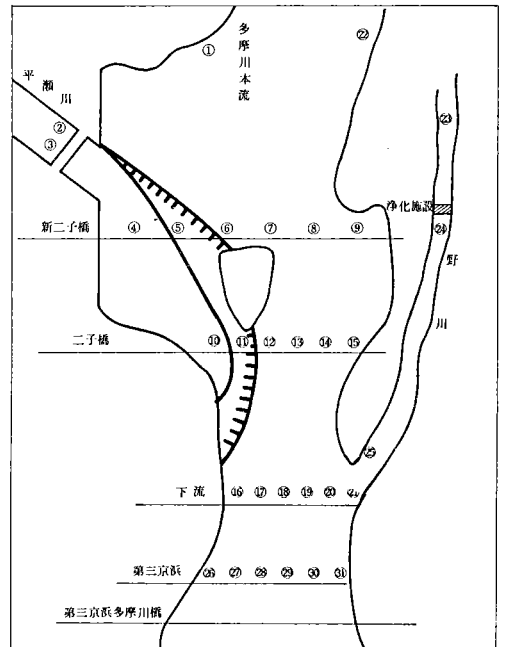 多摩川本流
① ㉒
平瀬川
②
③
㉓
浄化施設
㉔
野川
新二子橋 ④ ⑤ ⑥ ⑦ ⑧ ⑨
二子橋 ⑩ ⑪ ⑫ ⑬ ⑭ ⑮
㉕
下流 ⑯ ⑰ ⑱ ⑲ ⑳ ㉑
第三京浜 ㉖ ㉗ ㉘ ㉙ ㉚ ㉛
第三京浜多摩川橋